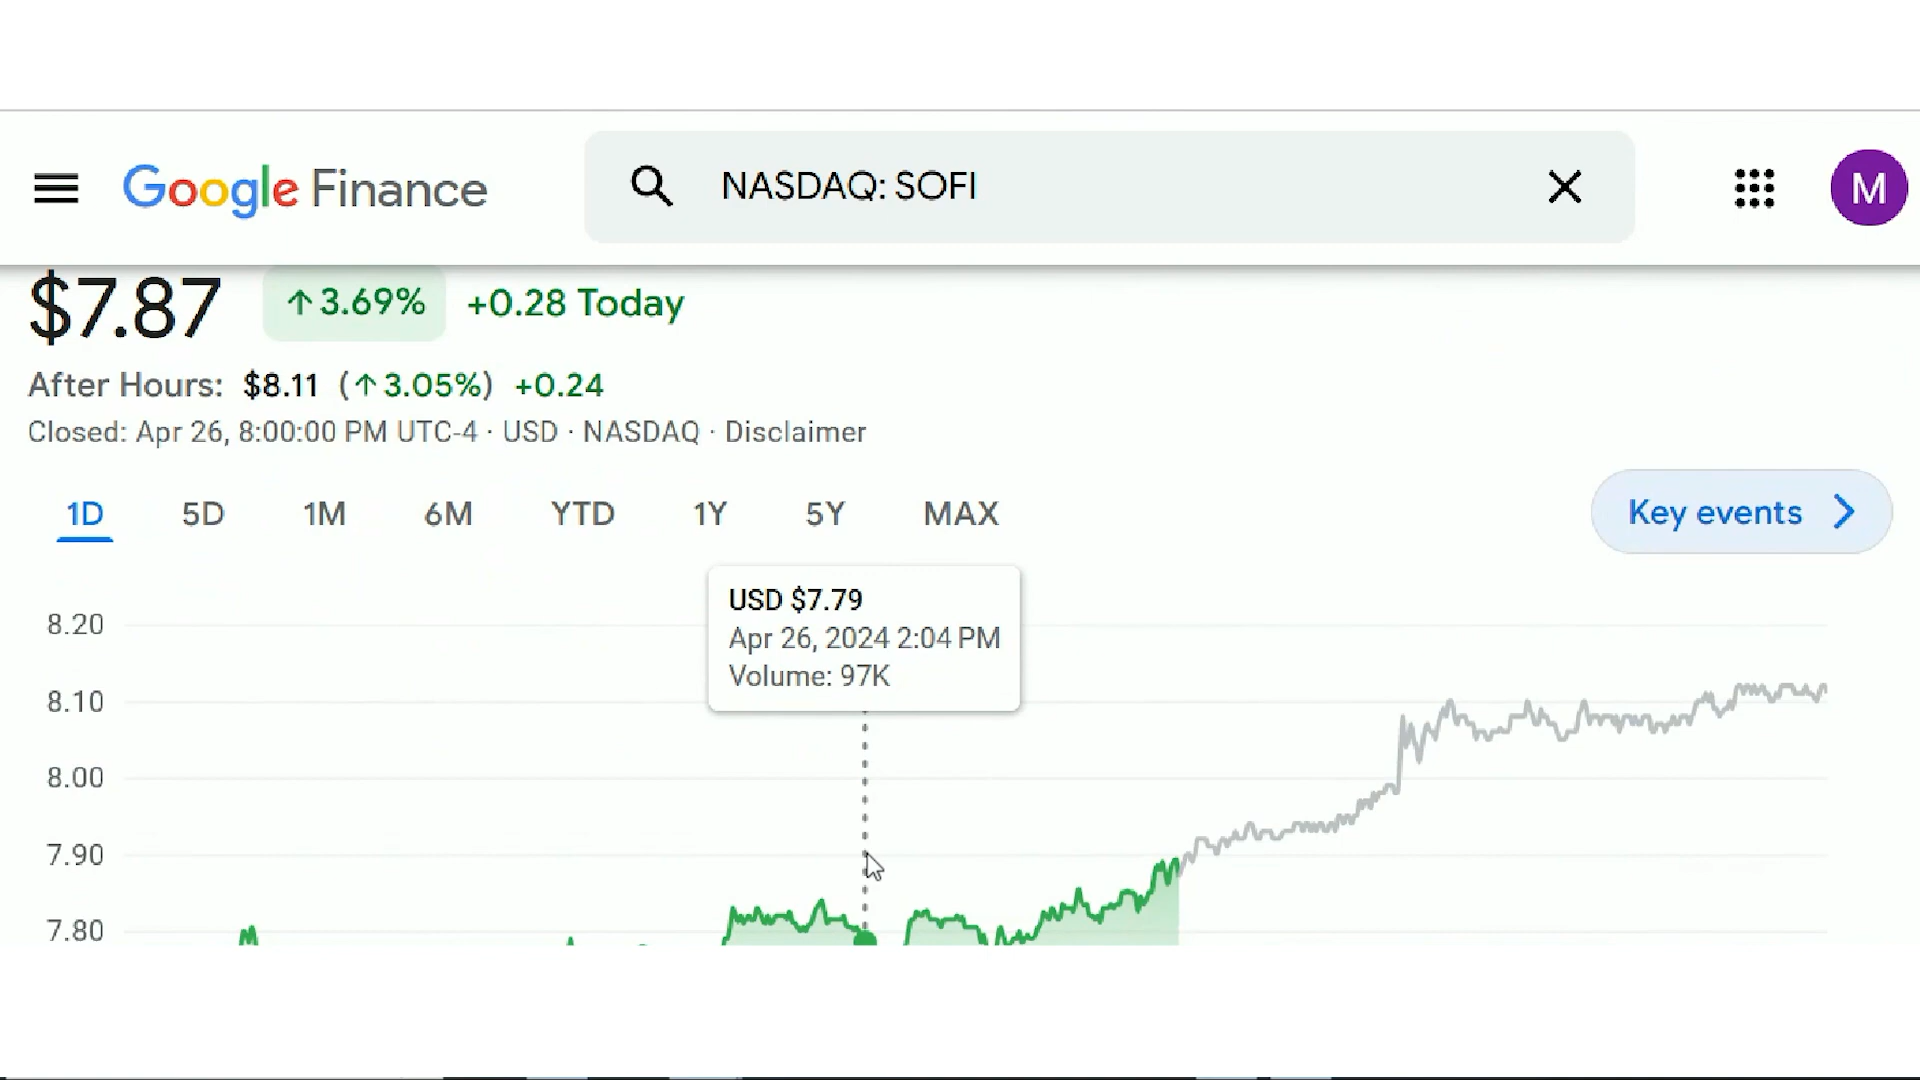 Google Finance
NASDAQ: SOFI
M
$7.87 ↑3.69% +0.28 Today
After Hours: $8.11 (↑3.05%) +0.24
Closed: Apr 26, 8:00:00 PM UTC-4 · USD · NASDAQ · Disclaimer
1D 5D 1M 6M YTD 1Y 5Y MAX
Key events
USD $7.79
Apr 26, 2024 2:04 PM
Volume: 97K
8.20
8.10
8.00
7.90
7.80